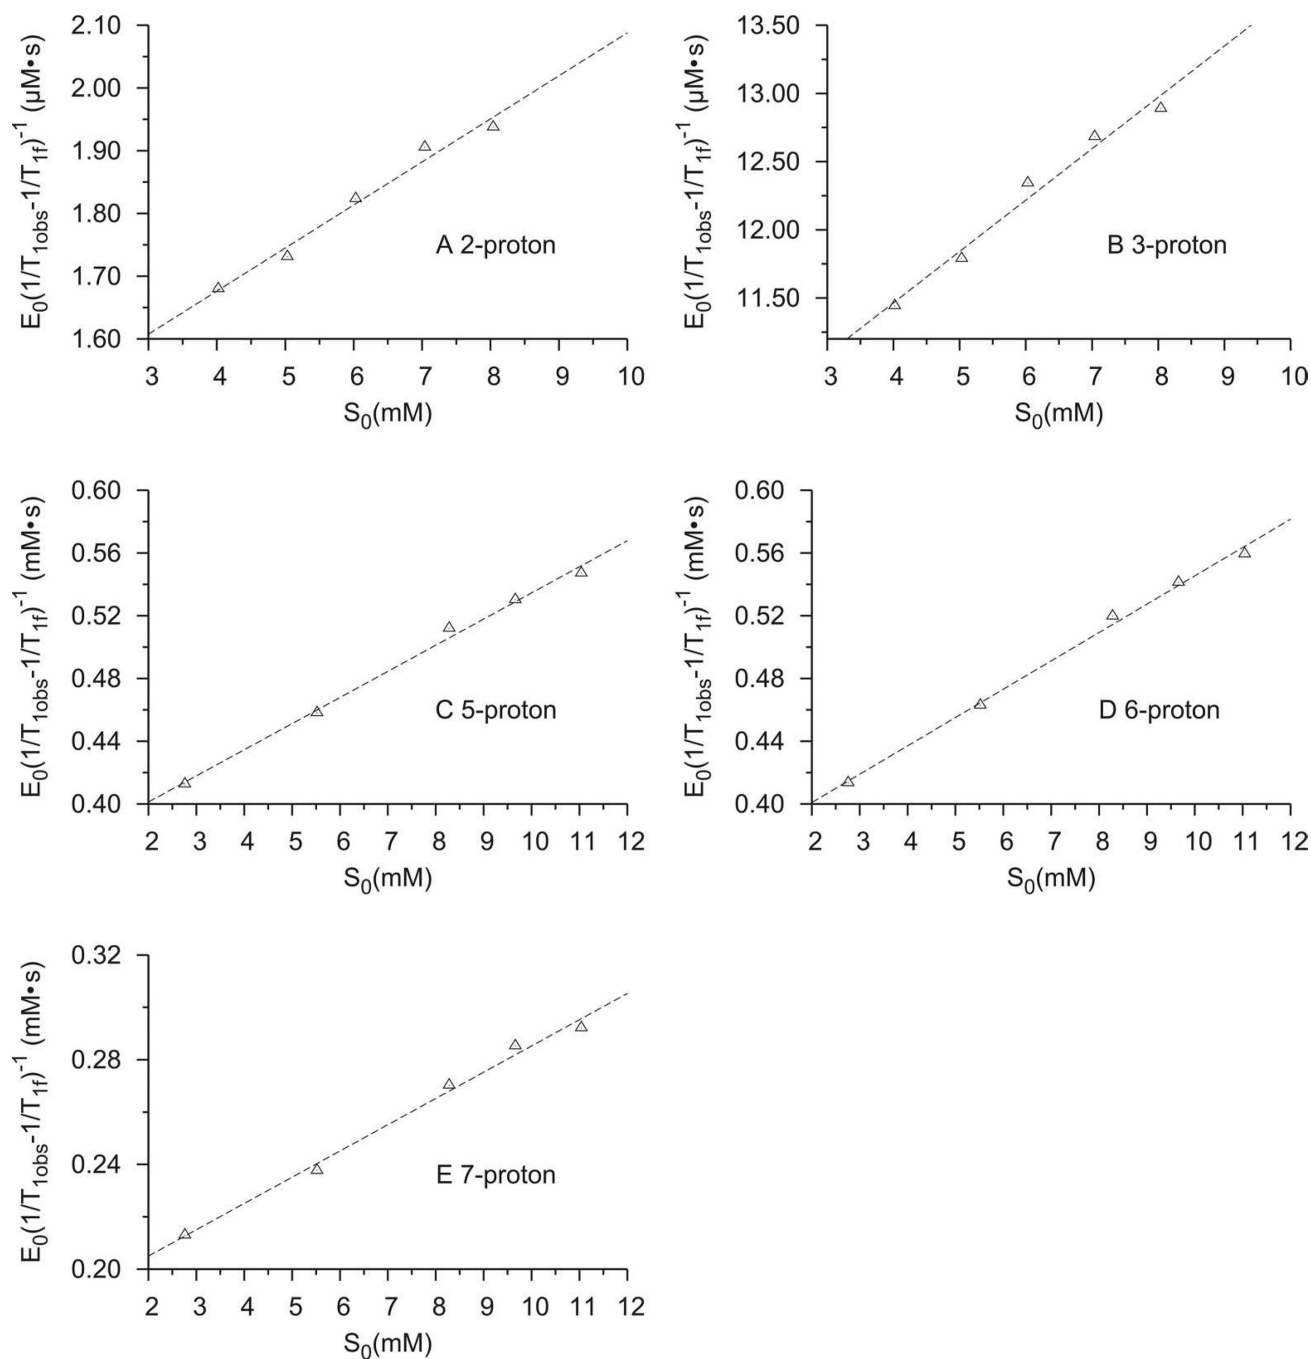 E0(1/T1obs-1/T1f)-1 (µM•s)
2.10
2.00
1.90
1.80
1.70
1.60
A 2-proton
3 4 5 6 7 8 9 10
S0(mM)
E0(1/T1obs-1/T1f)-1 (µM•s)
13.50
13.00
12.50
12.00
11.50
B 3-proton
3 4 5 6 7 8 9 10
S0(mM)
E0(1/T1obs-1/T1f)-1 (mM•s)
0.60
0.56
0.52
0.48
0.44
0.40
C 5-proton
2 3 4 5 6 7 8 9 10 11 12
S0(mM)
E0(1/T1obs-1/T1f)-1 (mM•s)
0.60
0.56
0.52
0.48
0.44
0.40
D 6-proton
2 3 4 5 6 7 8 9 10 11 12
S0(mM)
E0(1/T1obs-1/T1f)-1 (mM•s)
0.32
0.28
0.24
0.20
E 7-proton
2 3 4 5 6 7 8 9 10 11 12
S0(mM)